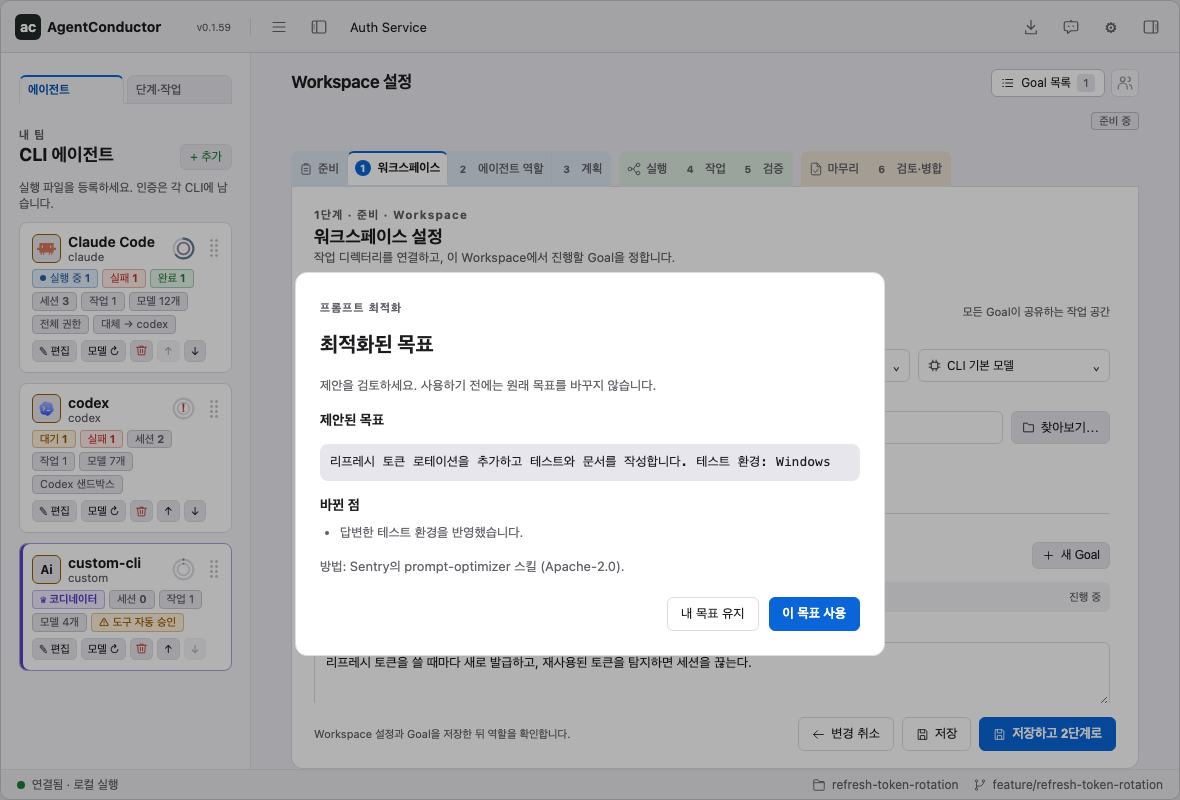 ac AgentConductor v0.1.59 Auth Service
Workspace 설정
Goal 목록 1
준비 중
에이전트 단계·작업
내 팀
CLI 에이전트
+ 추가
실행 파일을 등록하세요. 인증은 각 CLI에 남
습니다.
Claude Code
claude
실행 중 1 실패 1 완료 1
세션 3 작업 1 모델 12개
전체 권한 대체 → codex
✎ 편집 모델 ↻ ↑ ↓
codex
codex
대기 1 실패 1 세션 2
작업 1 모델 7개
Codex 샌드박스
✎ 편집 모델 ↻ ↑ ↓
Ai custom-cli
custom
♛ 코디네이터 세션 0 작업 1
모델 4개 ⚠ 도구 자동 승인
✎ 편집 모델 ↻ ↑ ↓
준비 1 워크스페이스 2 에이전트 역할 3 계획 실행 4 작업 5 검증 마무리 6 검토·병합
1단계 · 준비 · Workspace
워크스페이스 설정
작업 디렉터리를 연결하고, 이 Workspace에서 진행할 Goal을 정합니다.
모든 Goal이 공유하는 작업 공간
CLI 기본 모델
찾아보기...
+ 새 Goal
진행 중
프롬프트 최적화
최적화된 목표
제안을 검토하세요. 사용하기 전에는 원래 목표를 바꾸지 않습니다.
제안된 목표
리프레시 토큰 로테이션을 추가하고 테스트와 문서를 작성합니다. 테스트 환경: Windows
바뀐 점
• 답변한 테스트 환경을 반영했습니다.
방법: Sentry의 prompt-optimizer 스킬 (Apache-2.0).
내 목표 유지 이 목표 사용
리프레시 토큰을 쓸 때마다 새로 발급하고, 재사용된 토큰을 탐지하면 세션을 끊는다.
Workspace 설정과 Goal을 저장한 뒤 역할을 확인합니다.
← 변경 취소 저장 저장하고 2단계로
연결됨 · 로컬 실행
refresh-token-rotation feature/refresh-token-rotation